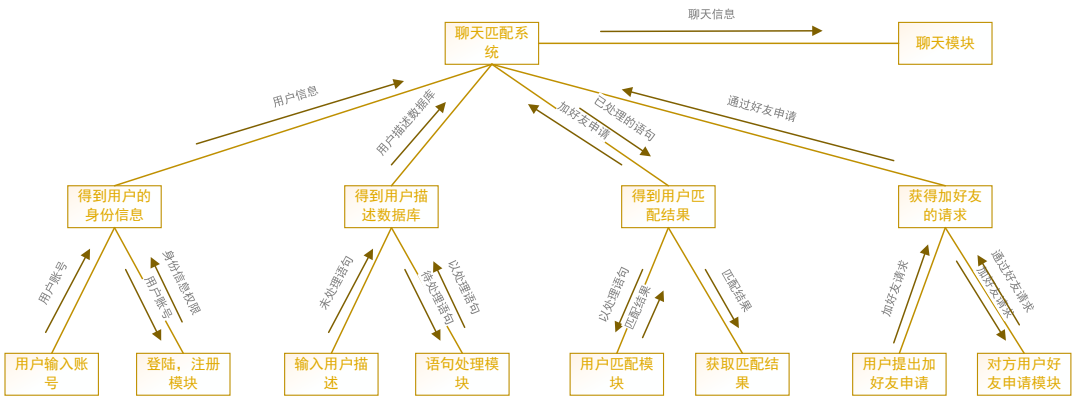 聊天信息
聊天匹配系
统
聊天模块
用户信息
用户描述数据库
加好友申请
已处理的语句
通过好友申请
得到用户的
身份信息
得到用户描
述数据库
得到用户匹
配结果
获得加好友
的请求
用户账号
用户账号
身份信息权限
未处理语句
待处理语句
以处理语句
以处理语句
匹配结果
匹配结果
加好友请求
加好友请求
通过好友请求
用户输入账
号
登陆，注册
模块
输入用户描
述
语句处理模
块
用户匹配模
块
获取匹配结
果
用户提出加
好友申请
对方用户好
友申请模块